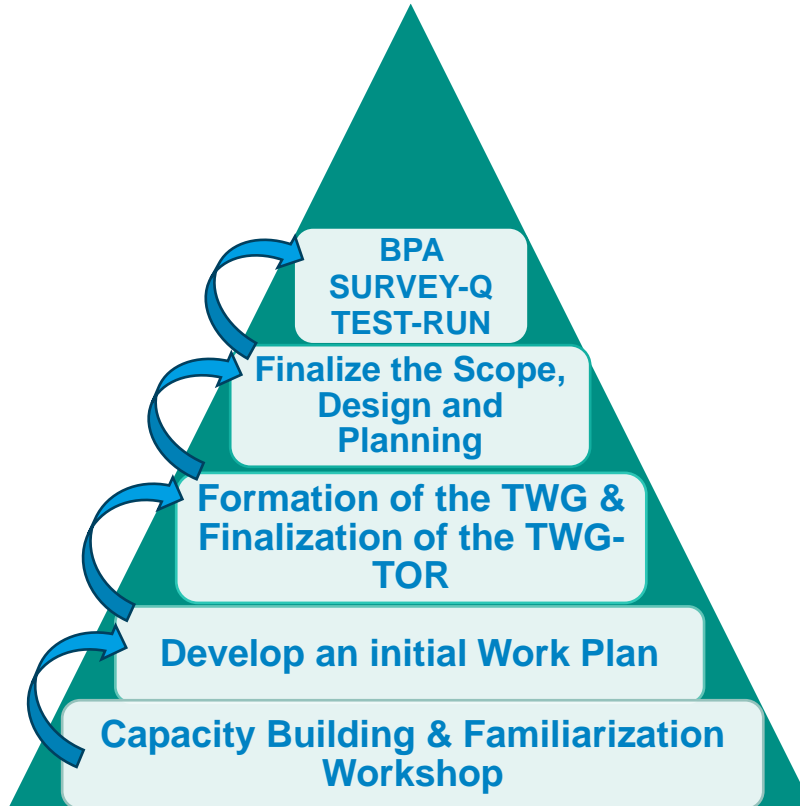 BPA
SURVEY-Q
TEST-RUN
Finalize the Scope,
Design and
Planning
Formation of the TWG &
Finalization of the TWG-
TOR
Develop an initial Work Plan
Capacity Building & Familiarization
Workshop